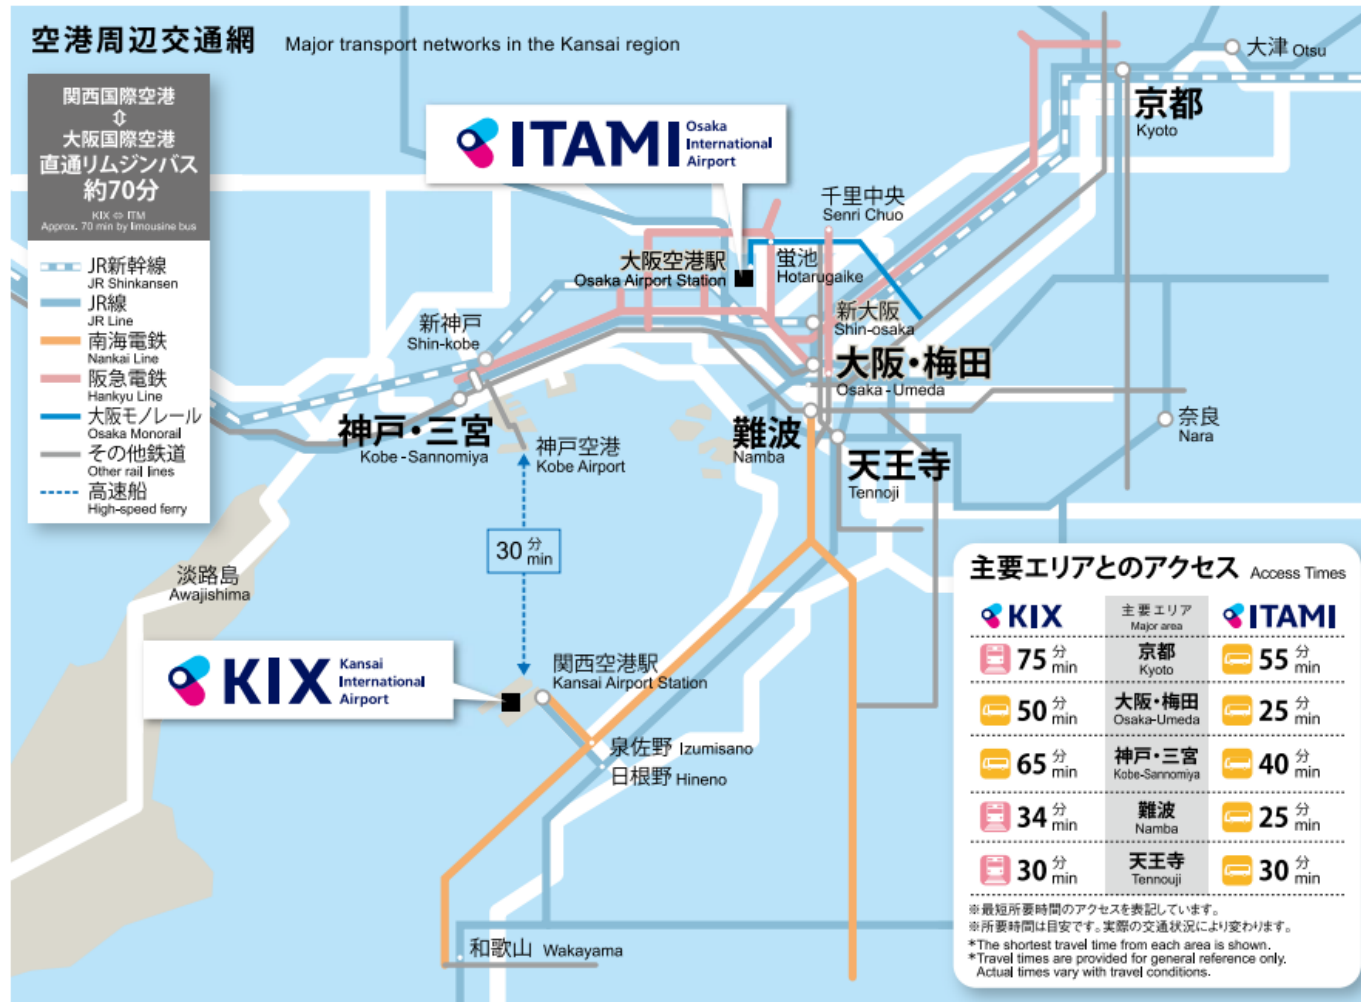 空港周辺交通網 Major transport networks in the Kansai region
関西国際空港
⇕
大阪国際空港
直通リムジンバス
約70分
KIX ⇔ ITM
Approx. 70 min by limousine bus
JR新幹線
JR Shinkansen
JR線
JR Line
南海電鉄
Nankai Line
阪急電鉄
Hankyu Line
大阪モノレール
Osaka Monorail
その他鉄道
Other rail lines
高速船
High-speed ferry
ITAMI
Osaka
International
Airport
大津 Otsu
京都
Kyoto
千里中央
Senri Chuo
大阪空港駅
Osaka Airport Station
蛍池
Hotarugaike
新大阪
Shin-osaka
新神戸
Shin-kobe
大阪・梅田
Osaka-Umeda
神戸・三宮
Kobe-Sannomiya
神戸空港
Kobe Airport
難波
Namba
奈良
Nara
天王寺
Tennoji
30 分
min
淡路島
Awajishima
KIX
Kansai
International
Airport
関西空港駅
Kansai Airport Station
泉佐野 Izumisano
日根野 Hineno
和歌山 Wakayama
主要エリアとのアクセス Access Times
KIX 主要エリア ITAMI
Major area
75 分 min 京都 55 分 min
Kyoto
50 分 min 大阪・梅田 25 分 min
Osaka-Umeda
65 分 min 神戸・三宮 40 分 min
Kobe-Sannomiya
34 分 min 難波 25 分 min
Namba
30 分 min 天王寺 30 分 min
Tennouji
※最短所要時間のアクセスを表記しています。
※所要時間は目安です。実際の交通状況により変わります。
*The shortest travel time from each area is shown.
*Travel times are provided for general reference only.
Actual times vary with travel conditions.